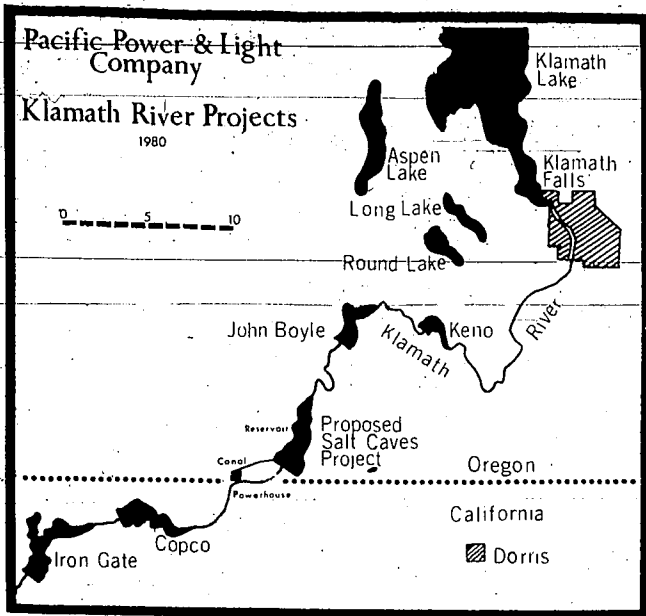 Pacific Power & Light
Company
Klamath River Projects
1980
0 5 10
Klamath
Lake
Klamath
Falls
Aspen
Lake
Long Lake
Round Lake
River
John Boyle
Klamath
Keno
Reservoir
Proposed
Salt Caves
Project
Canal
Powerhouse
Oregon
California
Dorris
Copco
Iron Gate